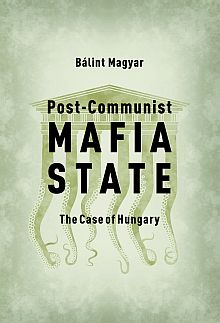 Bálint Magyar
Post-Communist
MAFIA
STATE
The Case of Hungary